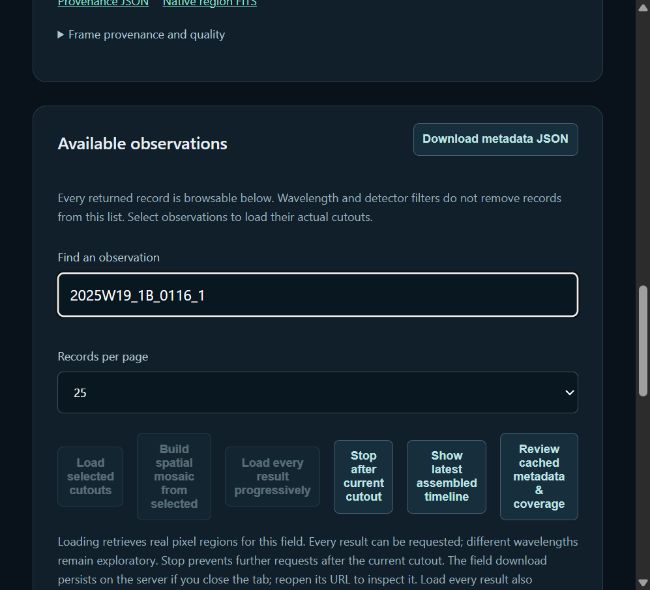 Provenance JSON Native region FITS
▶ Frame provenance and quality
Available observations
Download metadata JSON
Every returned record is browsable below. Wavelength and detector filters do not remove records
from this list. Select observations to load their actual cutouts.
Find an observation
2025W19_1B_0116_1
Records per page
25
Load
selected
cutouts
Build
spatial
mosaic
from
selected
Load every
result
progressively
Stop
after
current
cutout
Show
latest
assembled
timeline
Review
cached
metadata
&
coverage
Loading retrieves real pixel regions for this field. Every result can be requested; different wavelengths
remain exploratory. Stop prevents further requests after the current cutout. The field download
persists on the server if you close the tab; reopen its URL to inspect it. Load every result also